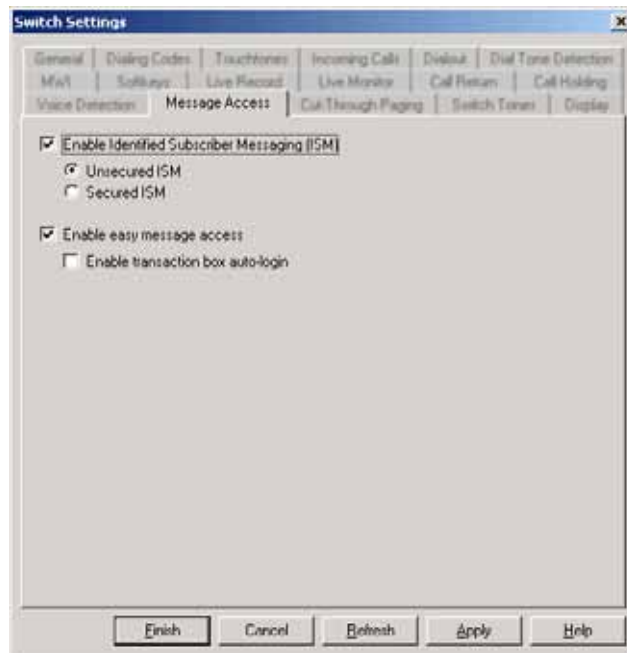 Switch Settings
General Dialing Codes Touchtones Incoming Calls Dialout Dial Tone Detection
MWI Softkeys Live Record Live Monitor Call Return Call Holding
Voice Detection Message Access Cut Through Paging Switch Tones Display
Enable Identified Subscriber Messaging (ISM)
Unsecured ISM
Secured ISM
Enable easy message access
Enable transaction box auto-login
Finish Cancel Refresh Apply Help